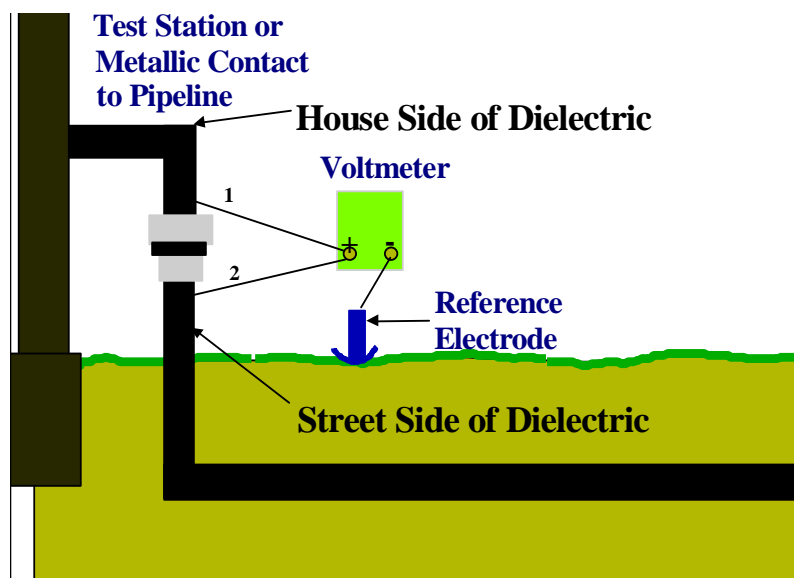 Test Station or
Metallic Contact
to Pipeline
House Side of Dielectric
Voltmeter
1
+ -
2
Reference
Electrode
Street Side of Dielectric